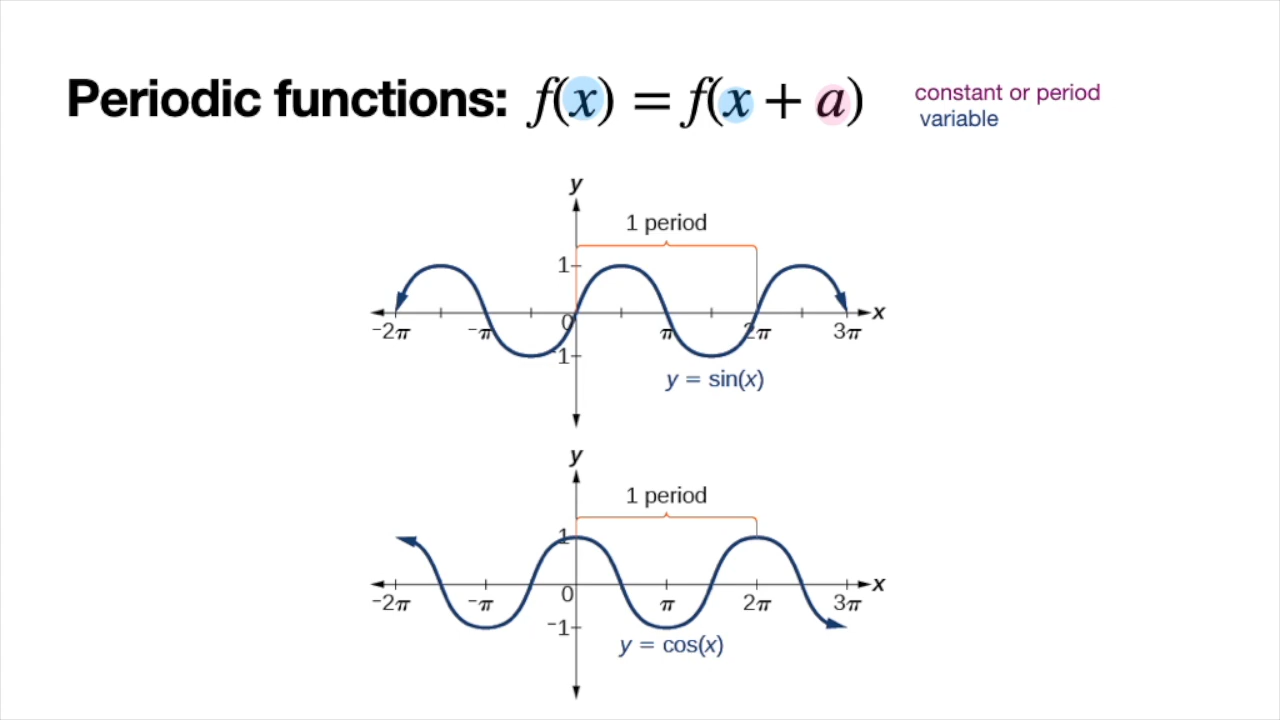 Periodic functions: f(x) = f(x + a)
constant or period
variable
y
1 period
1
x
−2π −π 0 π 2π 3π
−1
y = sin(x)
y
1 period
1
x
−2π −π 0 π 2π 3π
−1
y = cos(x)